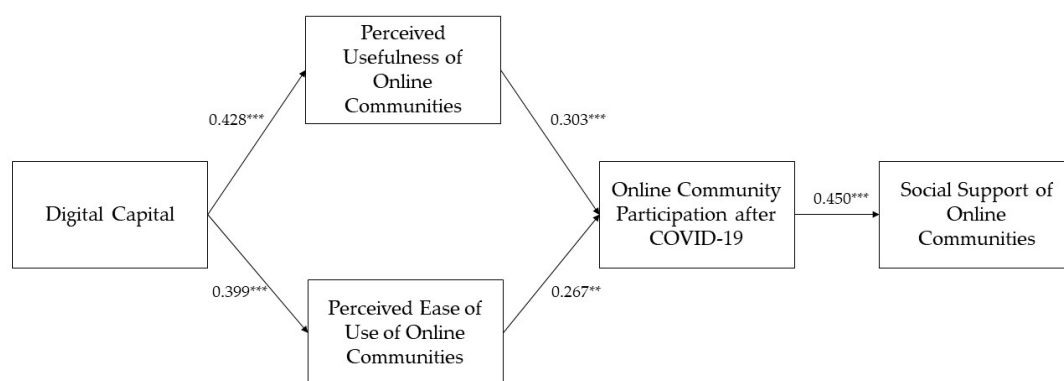 Perceived
Usefulness of
Online
Communities
0.428***
0.303***
Digital Capital
Online Community
Participation after
COVID-19
0.450***
Social Support of
Online
Communities
0.399***
0.267**
Perceived Ease of
Use of Online
Communities